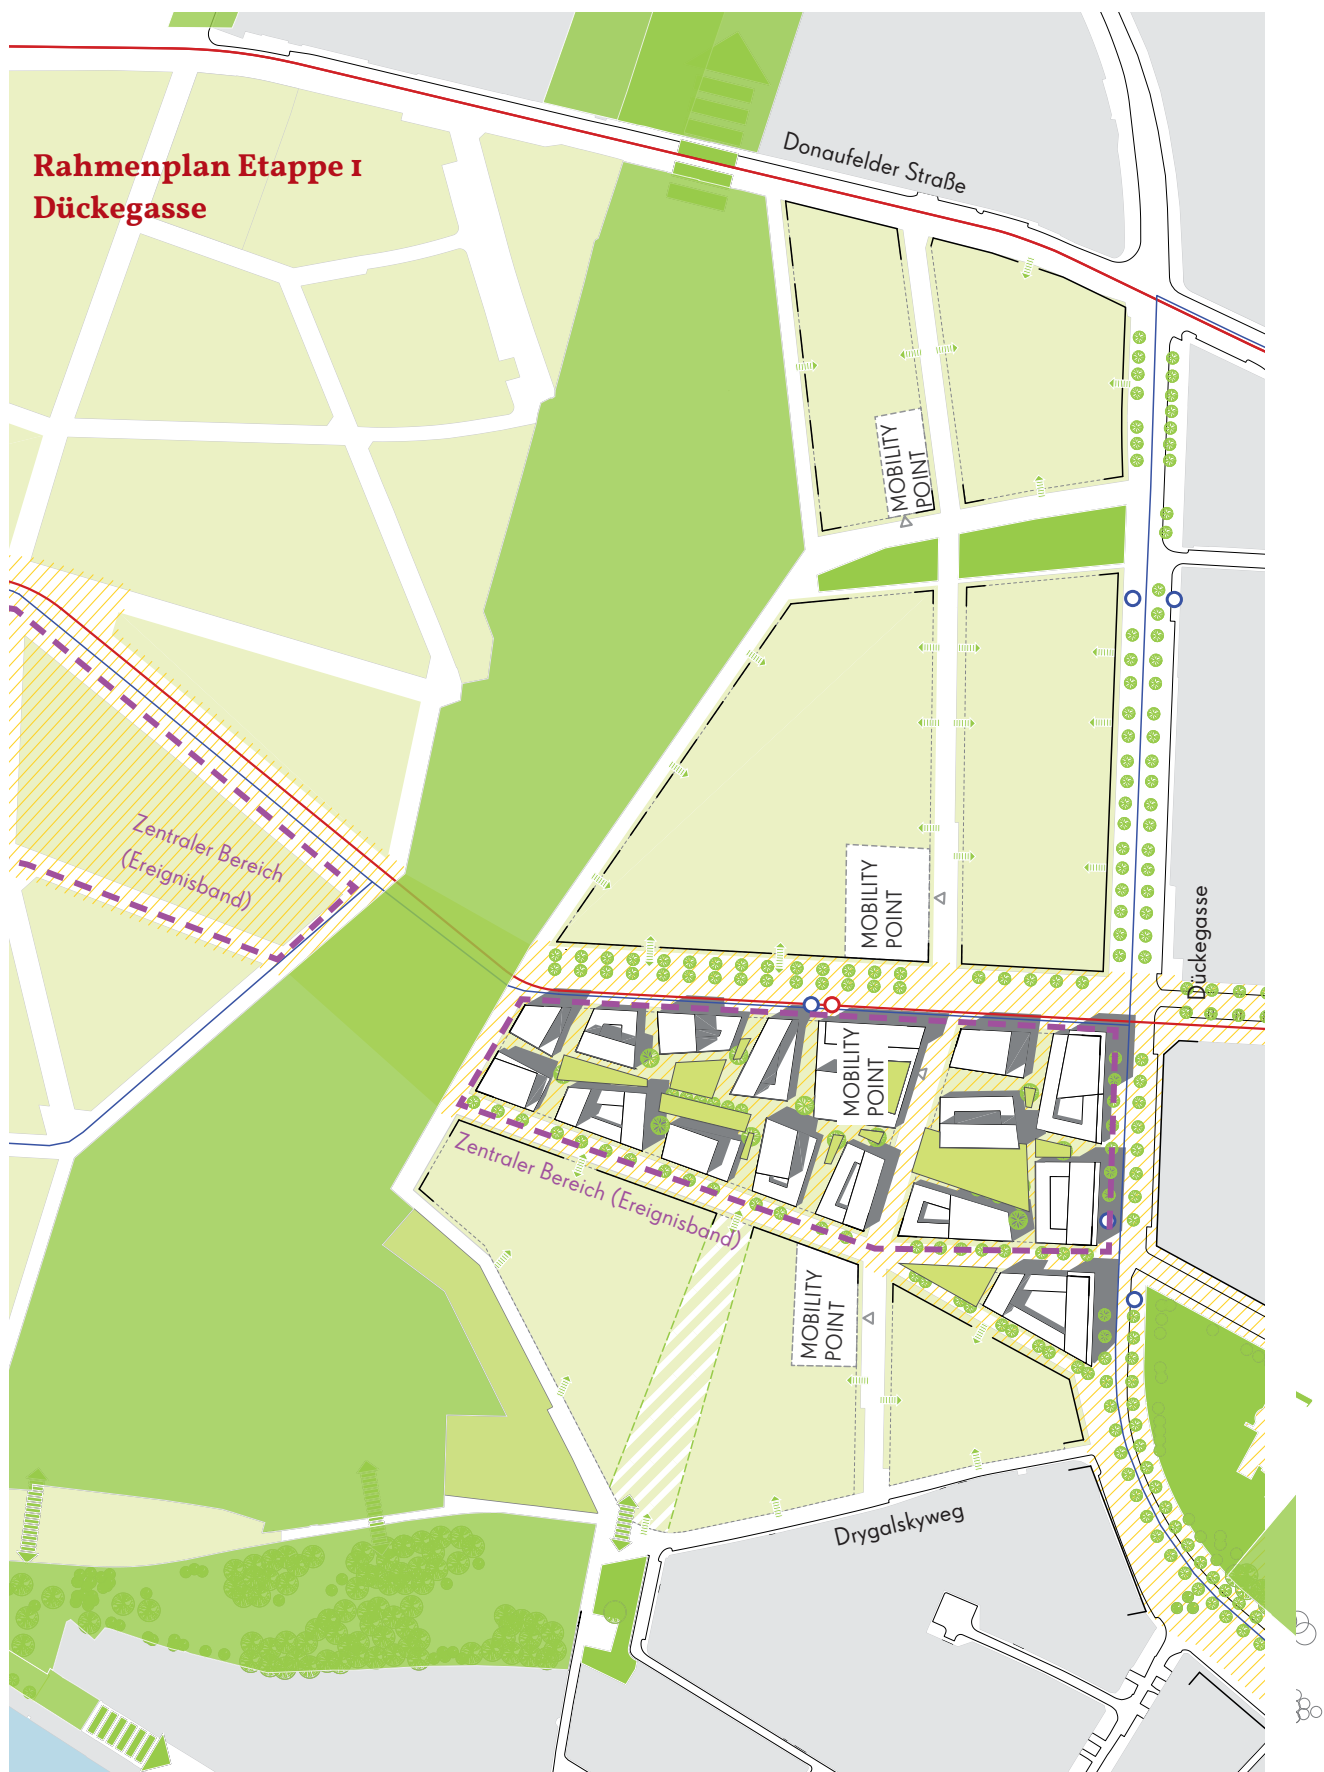 Rahmenplan Etappe 1
Dückegasse
Donaufelder Straße
MOBILITY
POINT
Zentraler Bereich
(Ereignisband)
MOBILITY
POINT
Dückegasse
MOBILITY
POINT
Zentraler Bereich (Ereignisband)
MOBILITY
POINT
Drygalskyweg